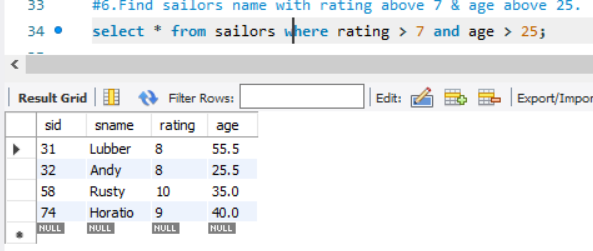 33 #6.Find sailors name with rating above 7 & age above 25.
34 select * from sailors where rating > 7 and age > 25;
Result Grid Filter Rows: Edit: Export/Impor
sid sname rating age
31 Lubber 8 55.5
32 Andy 8 25.5
58 Rusty 10 35.0
74 Horatio 9 40.0
NULL NULL NULL NULL